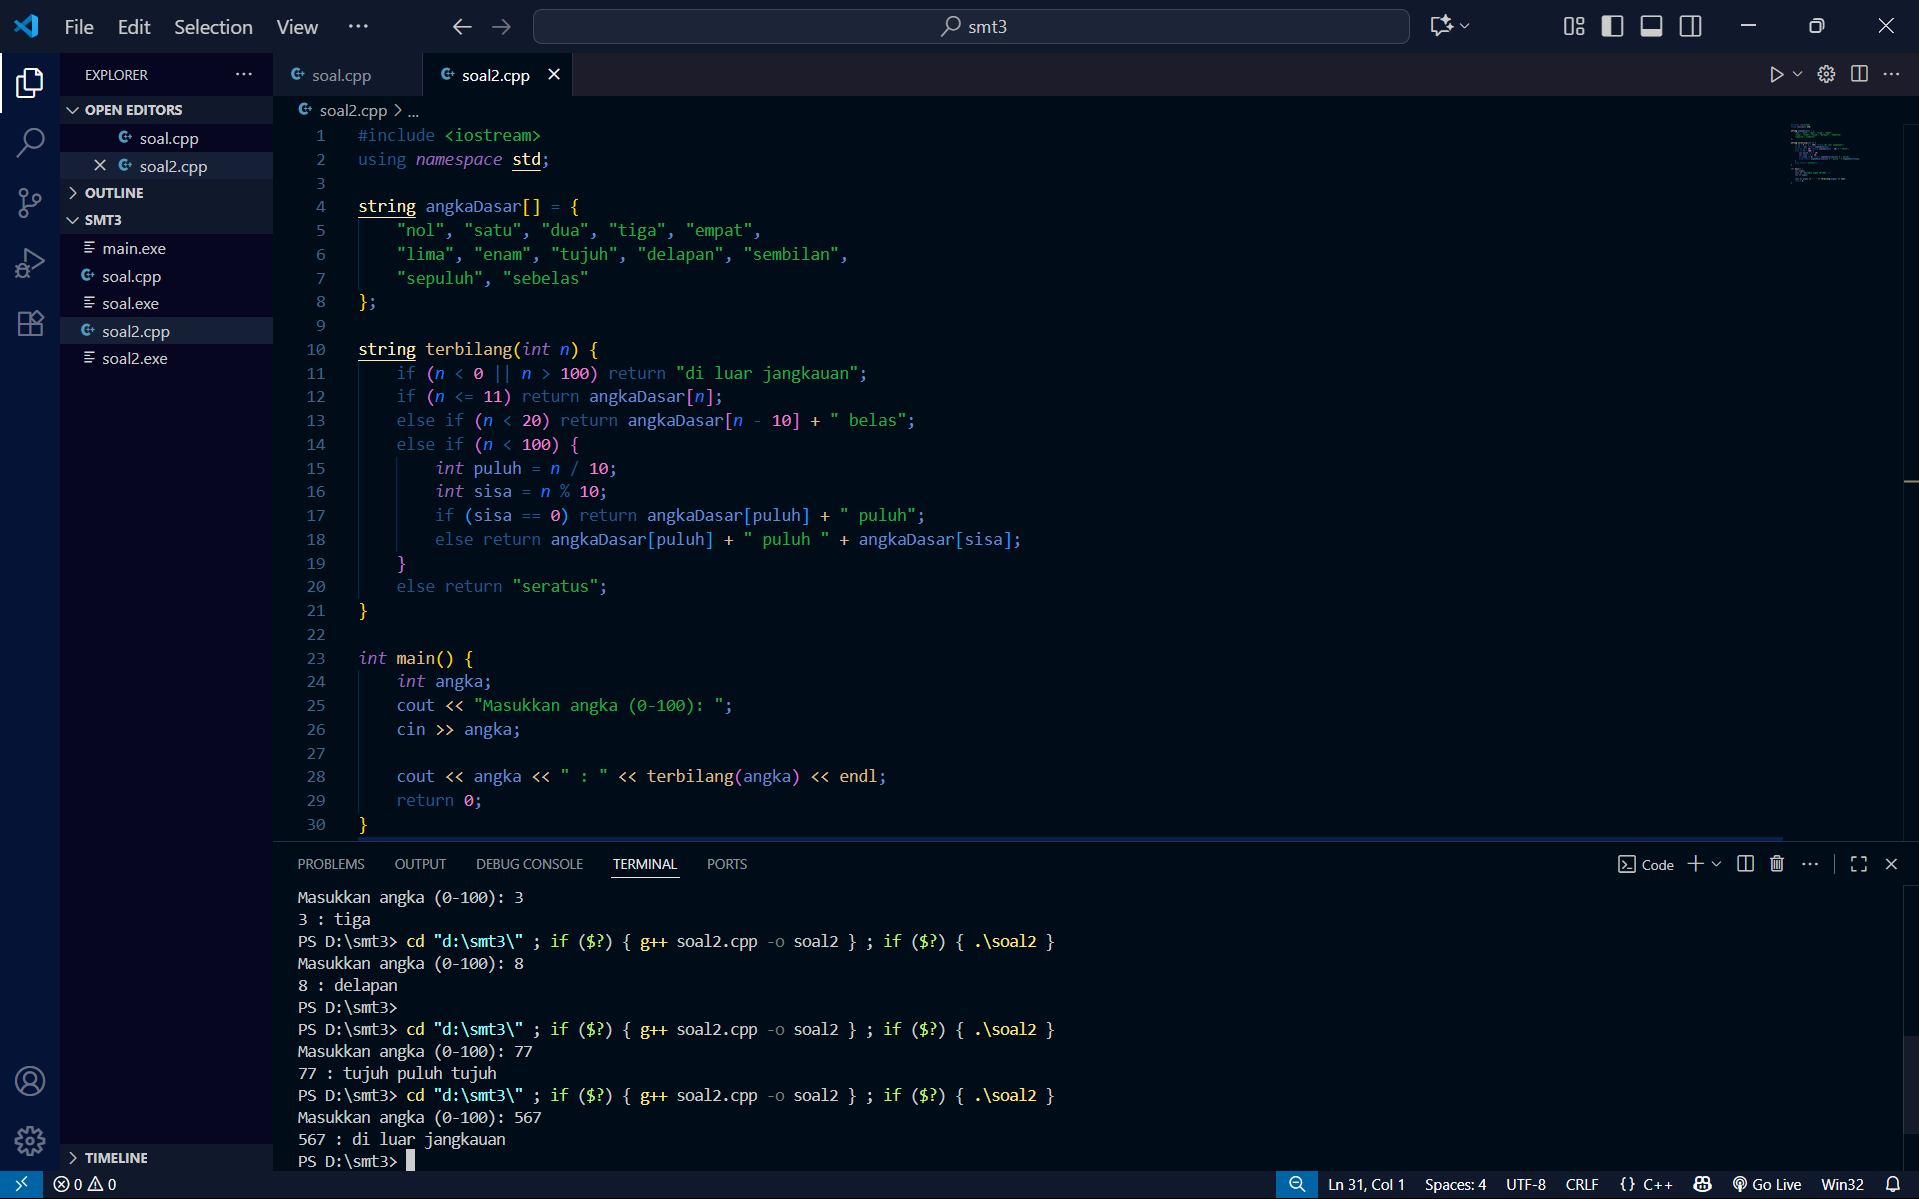 File Edit Selection View ··· smt3
EXPLORER ···
OPEN EDITORS
soal.cpp
soal2.cpp
OUTLINE
SMT3
main.exe
soal.cpp
soal.exe
soal2.cpp
soal2.exe
TIMELINE
soal.cpp soal2.cpp
soal2.cpp > ...
1 #include <iostream>
2 using namespace std;
3
4 string angkaDasar[] = {
5     "nol", "satu", "dua", "tiga", "empat",
6     "lima", "enam", "tujuh", "delapan", "sembilan",
7     "sepuluh", "sebelas"
8 };
9
10 string terbilang(int n) {
11     if (n < 0 || n > 100) return "di luar jangkauan";
12     if (n <= 11) return angkaDasar[n];
13     else if (n < 20) return angkaDasar[n - 10] + " belas";
14     else if (n < 100) {
15         int puluh = n / 10;
16         int sisa = n % 10;
17         if (sisa == 0) return angkaDasar[puluh] + " puluh";
18         else return angkaDasar[puluh] + " puluh " + angkaDasar[sisa];
19     }
20     else return "seratus";
21 }
22
23 int main() {
24     int angka;
25     cout << "Masukkan angka (0-100): ";
26     cin >> angka;
27
28     cout << angka << " : " << terbilang(angka) << endl;
29     return 0;
30 }
PROBLEMS OUTPUT DEBUG CONSOLE TERMINAL PORTS Code
Masukkan angka (0-100): 3
3 : tiga
PS D:\smt3> cd "d:\smt3\" ; if ($?) { g++ soal2.cpp -o soal2 } ; if ($?) { .\soal2 }
Masukkan angka (0-100): 8
8 : delapan
PS D:\smt3>
PS D:\smt3> cd "d:\smt3\" ; if ($?) { g++ soal2.cpp -o soal2 } ; if ($?) { .\soal2 }
Masukkan angka (0-100): 77
77 : tujuh puluh tujuh
PS D:\smt3> cd "d:\smt3\" ; if ($?) { g++ soal2.cpp -o soal2 } ; if ($?) { .\soal2 }
Masukkan angka (0-100): 567
567 : di luar jangkauan
PS D:\smt3>
0 0 Ln 31, Col 1 Spaces: 4 UTF-8 CRLF {} C++ Go Live Win32